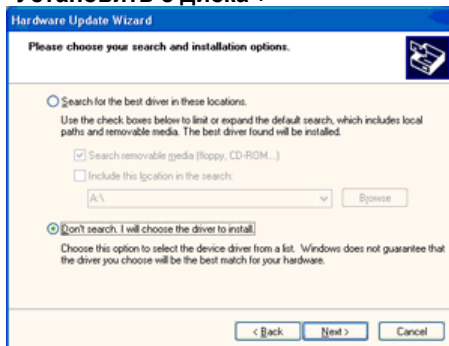 Установить с диска".
Hardware Update Wizard
Please choose your search and installation options.
Search for the best driver in these locations.
Use the check boxes below to limit or expand the default search, which includes local
paths and removable media. The best driver found will be installed.
Search removable media (floppy, CD-ROM...)
Include this location in the search:
A:\
Browse
Don't search. I will choose the driver to install.
Choose this option to select the device driver from a list. Windows does not guarantee that
the driver you choose will be the best match for your hardware.
< Back Next > Cancel